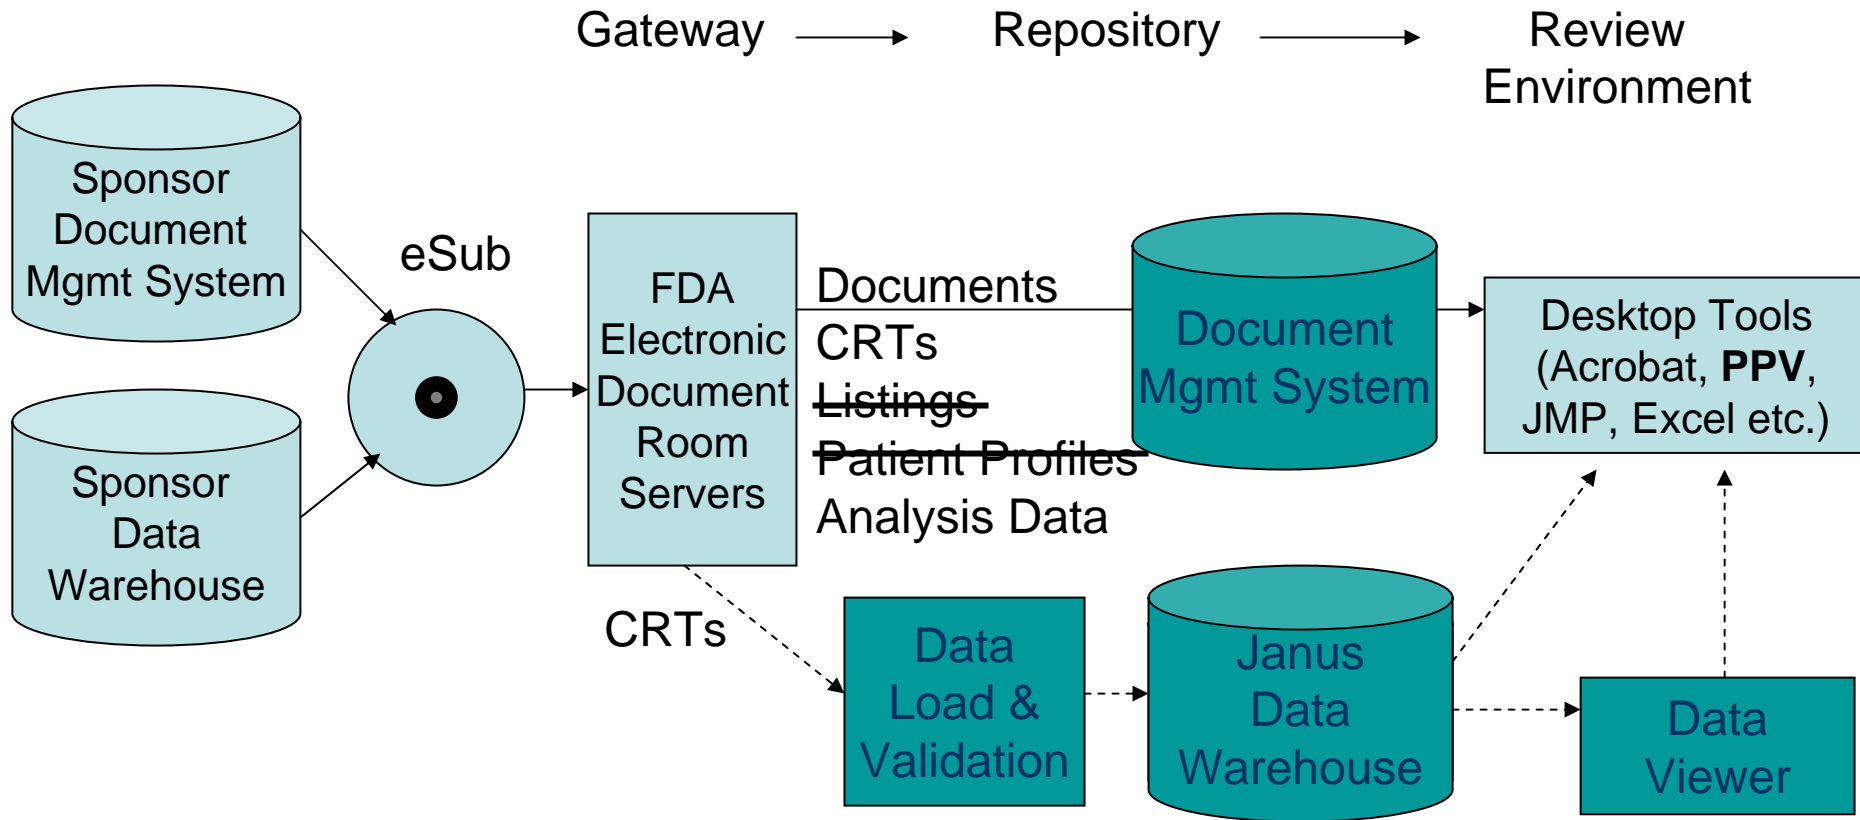 Gateway
Repository
Review
Environment
Sponsor
Document
Mgmt System
eSub
Sponsor
Data
Warehouse
FDA
Electronic
Document
Room
Servers
Documents
CRTs
Listings
Patient Profiles
Analysis Data
Document
Mgmt System
Desktop Tools
(Acrobat, PPV,
JMP, Excel etc.)
CRTs
Data
Load &
Validation
Janus
Data
Warehouse
Data
Viewer